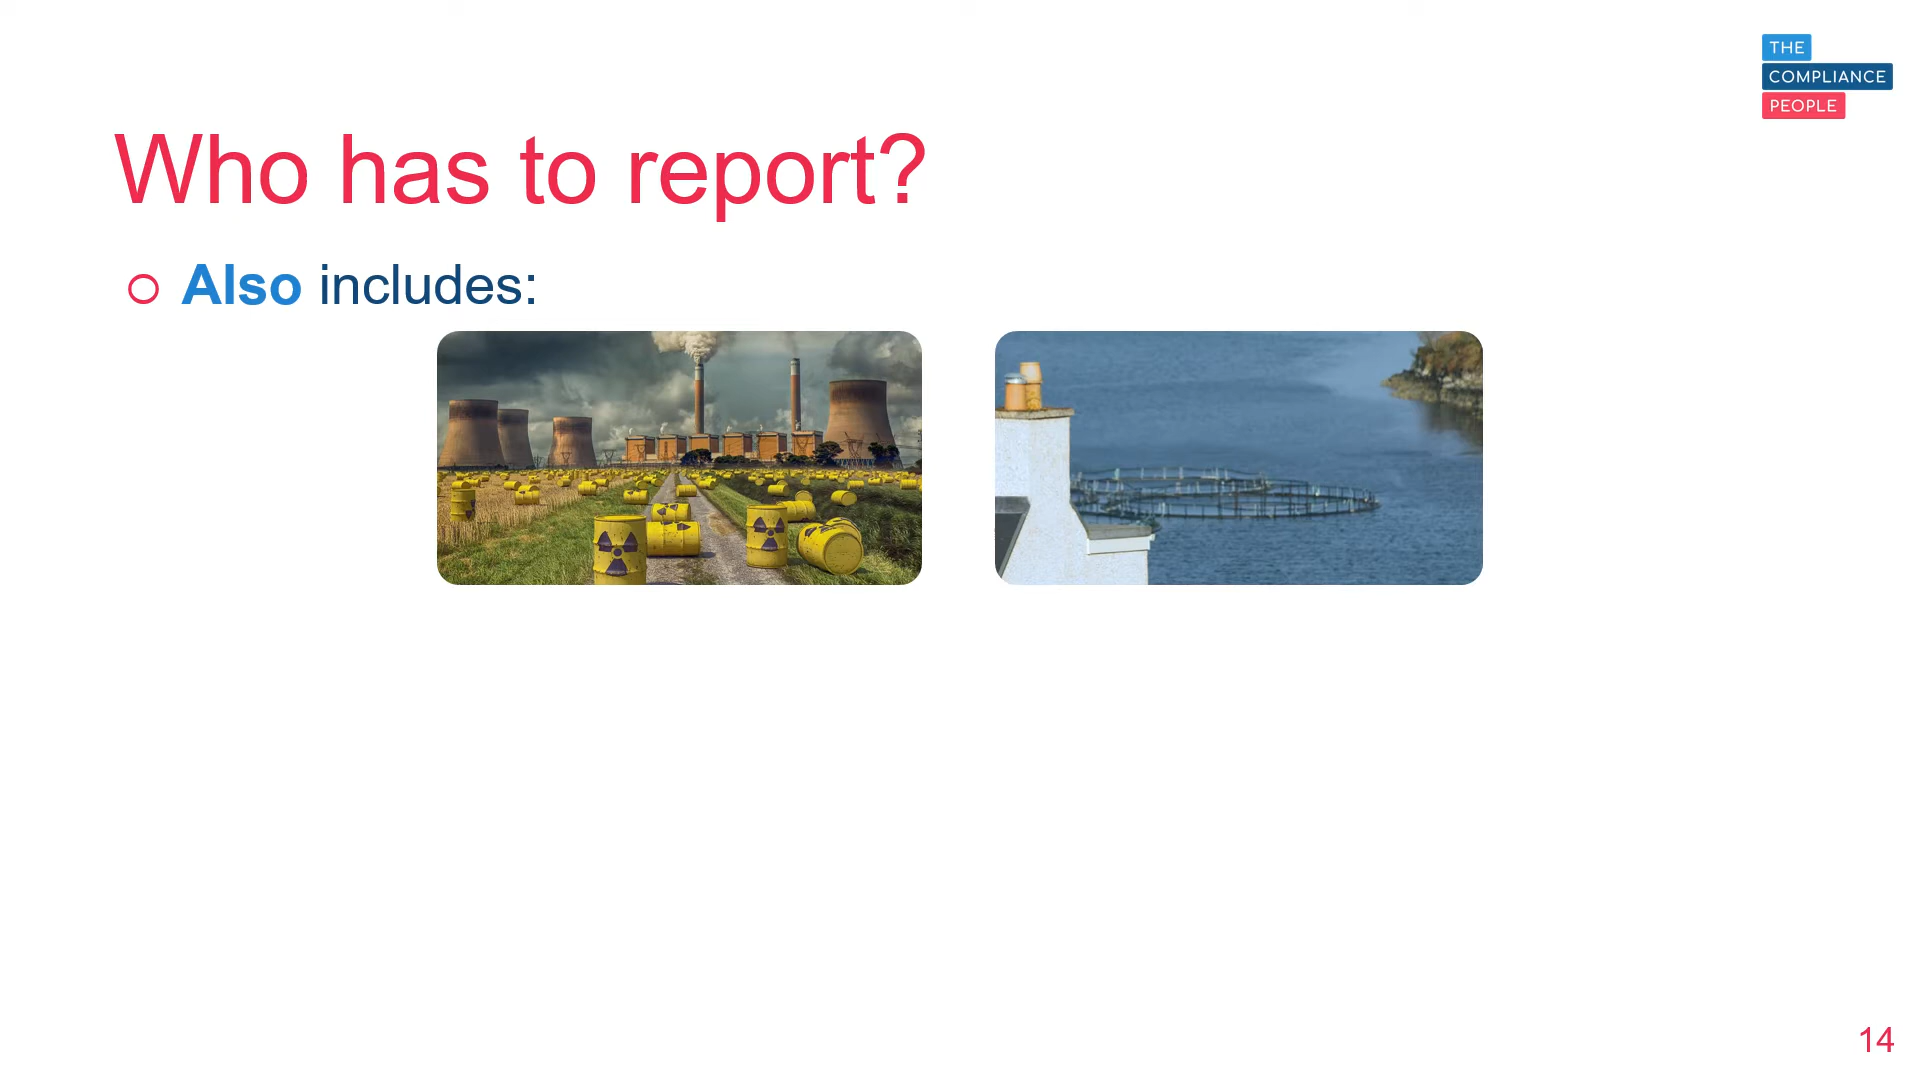 THE
COMPLIANCE
PEOPLE
Who has to report?
Also includes:
14